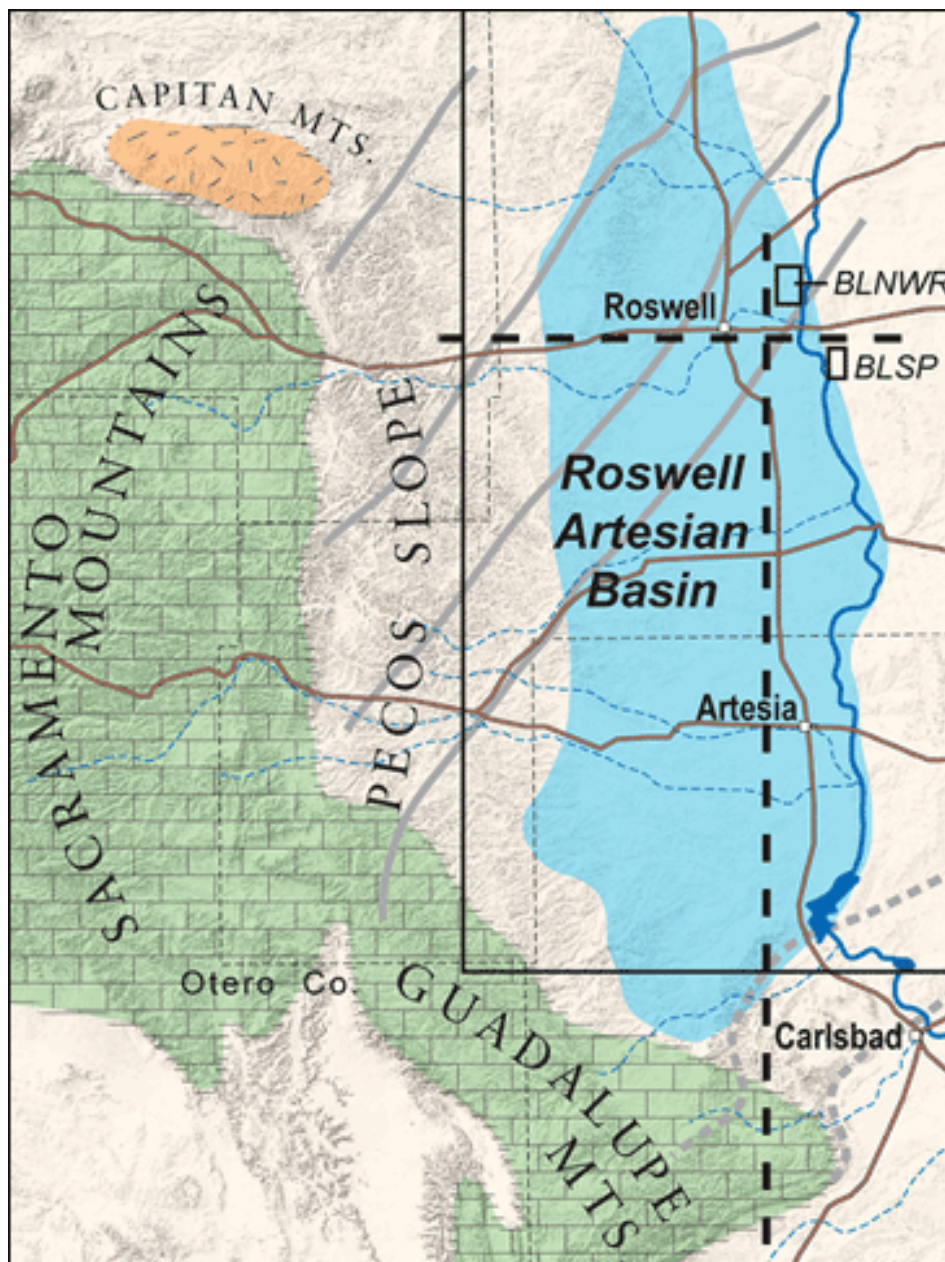 CAPITAN MTS.
BLNWR
Roswell
BLSP
SACRAMENTO
MOUNTAINS
PECOS SLOPE
Roswell
Artesian
Basin
Artesia
Otero Co.
GUADALUPE
MTS
Carlsbad